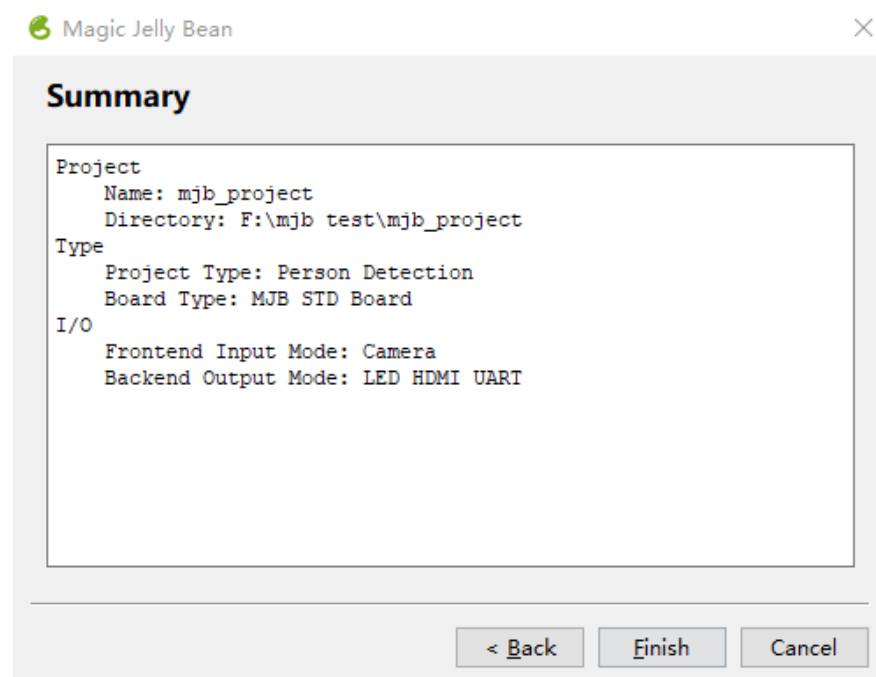 Magic Jelly Bean
Summary
Project
Name: mjb_project
Directory: F:\mjb test\mjb_project
Type
Project Type: Person Detection
Board Type: MJB STD Board
I/O
Frontend Input Mode: Camera
Backend Output Mode: LED HDMI UART
< Back Finish Cancel